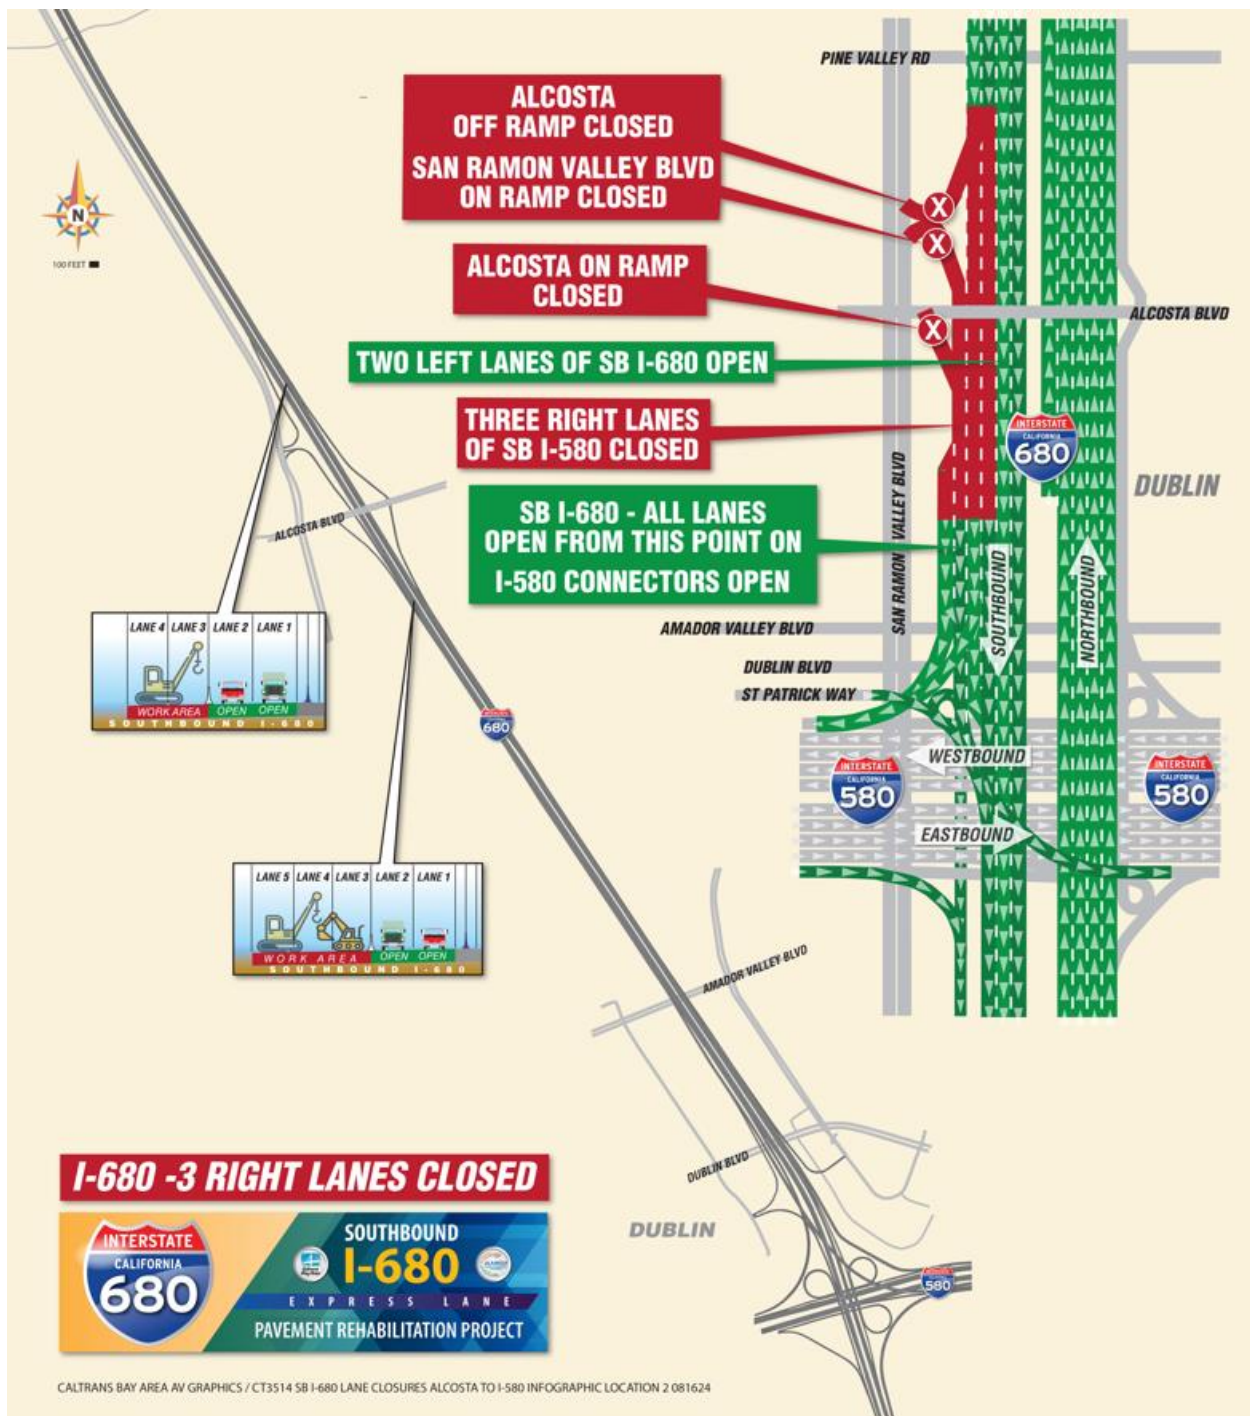 PINE VALLEY RD
ALCOSTA
OFF RAMP CLOSED
SAN RAMON VALLEY BLVD
ON RAMP CLOSED
X
X
N
100 FEET
ALCOSTA ON RAMP
CLOSED
X
ALCOSTA BLVD
TWO LEFT LANES OF SB I-680 OPEN
THREE RIGHT LANES
OF SB I-580 CLOSED
INTERSTATE
CALIFORNIA
680
DUBLIN
SAN RAMON VALLEY BLVD
SB I-680 - ALL LANES
OPEN FROM THIS POINT ON
I-580 CONNECTORS OPEN
SOUTHBOUND
NORTHBOUND
ALCOSTA BLVD
LANE 4 LANE 3 LANE 2 LANE 1
WORK AREA OPEN OPEN
SOUTHBOUND I-680
AMADOR VALLEY BLVD
DUBLIN BLVD
ST PATRICK WAY
680
WESTBOUND
INTERSTATE
CALIFORNIA
580
INTERSTATE
CALIFORNIA
580
EASTBOUND
LANE 5 LANE 4 LANE 3 LANE 2 LANE 1
WORK AREA OPEN OPEN
SOUTHBOUND I-680
AMADOR VALLEY BLVD
DUBLIN BLVD
DUBLIN
580
I-680 -3 RIGHT LANES CLOSED
INTERSTATE
CALIFORNIA
680
SOUTHBOUND
I-680
EXPRESS LANE
PAVEMENT REHABILITATION PROJECT
CALTRANS BAY AREA AV GRAPHICS / CT3514 SB I-680 LANE CLOSURES ALCOSTA TO I-580 INFOGRAPHIC LOCATION 2 081624